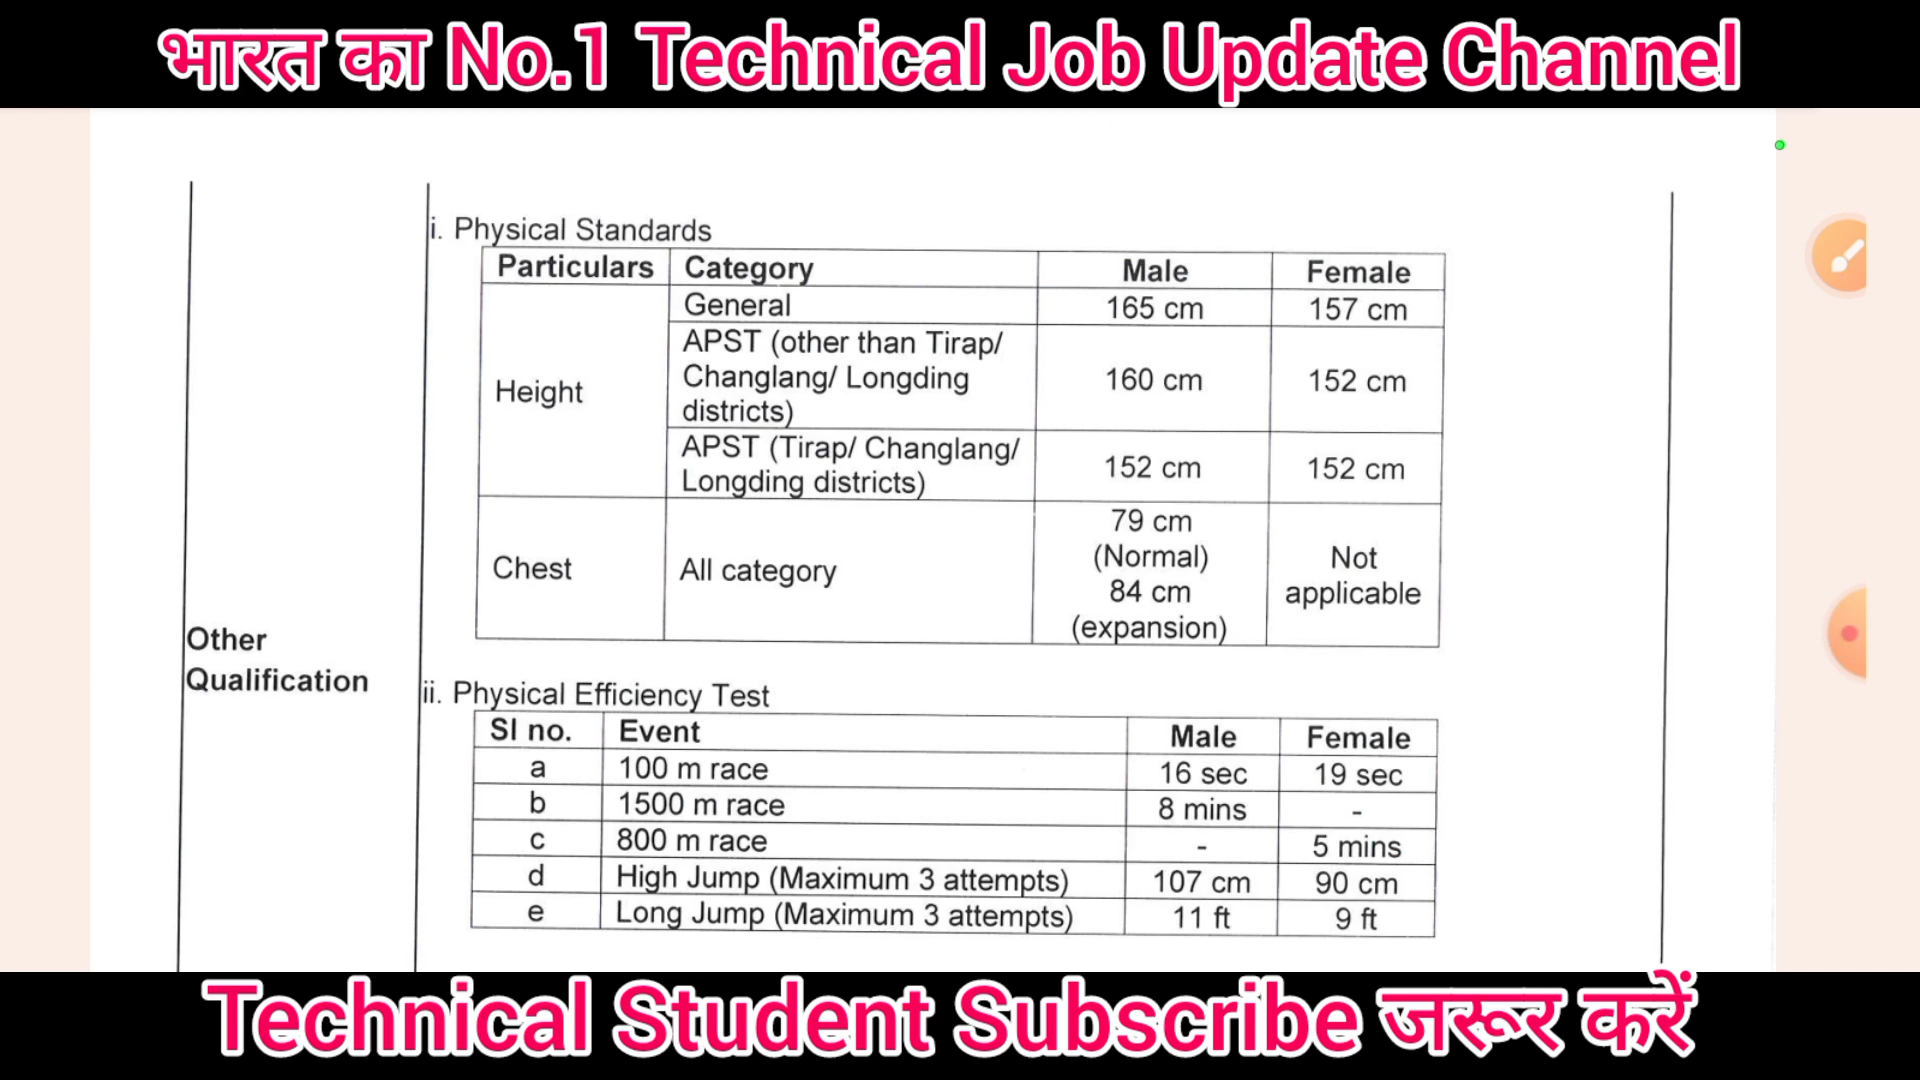 भारत का No.1 Technical Job Update Channel
i. Physical Standards
Particulars Category Male Female
General 165 cm 157 cm
APST (other than Tirap/
Changlang/ Longding
districts) 160 cm 152 cm
Height
APST (Tirap/ Changlang/
Longding districts) 152 cm 152 cm
Chest All category
79 cm
(Normal)
84 cm
(expansion)
Not
applicable
Other
Qualification
ii. Physical Efficiency Test
Sl no. Event Male Female
a 100 m race 16 sec 19 sec
b 1500 m race 8 mins -
c 800 m race - 5 mins
d High Jump (Maximum 3 attempts) 107 cm 90 cm
e Long Jump (Maximum 3 attempts) 11 ft 9 ft
Technical Student Subscribe जरूर करें